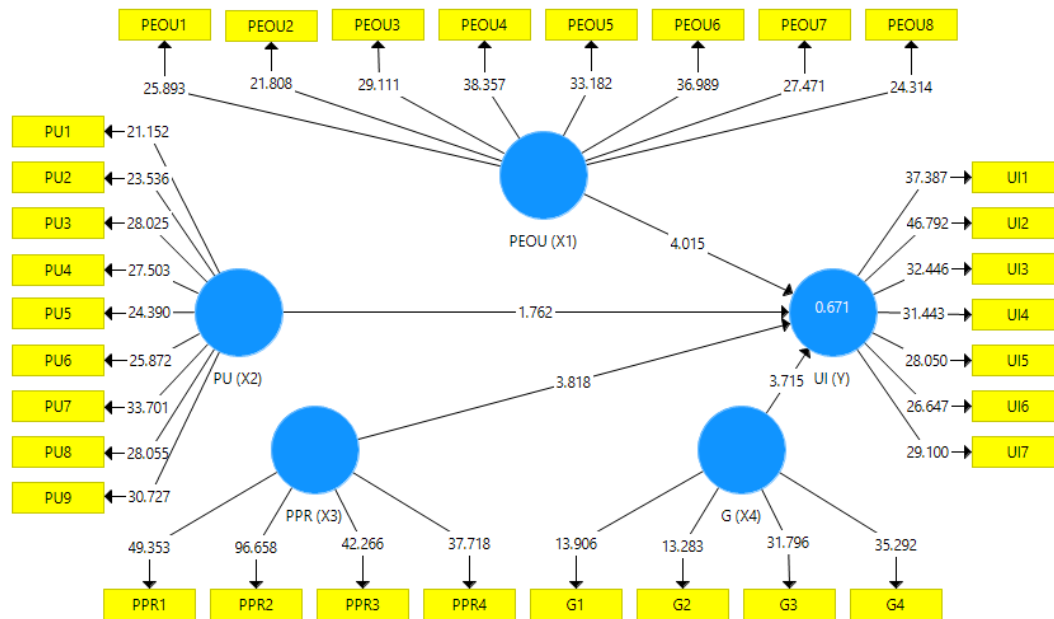 PEOU1 PEOU2 PEOU3 PEOU4 PEOU5 PEOU6 PEOU7 PEOU8
25.893 21.808 29.111 38.357 33.182 36.989 27.471 24.314
PU1 21.152
PU2 23.536
PU3 28.025
PU4 27.503
PU5 24.390
PU6 25.872
PU7 33.701
PU8 28.055
PU9 30.727
PEOU (X1)
4.015
PU (X2)
1.762
3.818
3.715
0.671
UI (Y)
37.387 UI1
46.792 UI2
32.446 UI3
31.443 UI4
28.050 UI5
26.647 UI6
29.100 UI7
PPR (X3)
G (X4)
49.353 96.658 42.266 37.718 13.906 13.283 31.796 35.292
PPR1 PPR2 PPR3 PPR4 G1 G2 G3 G4